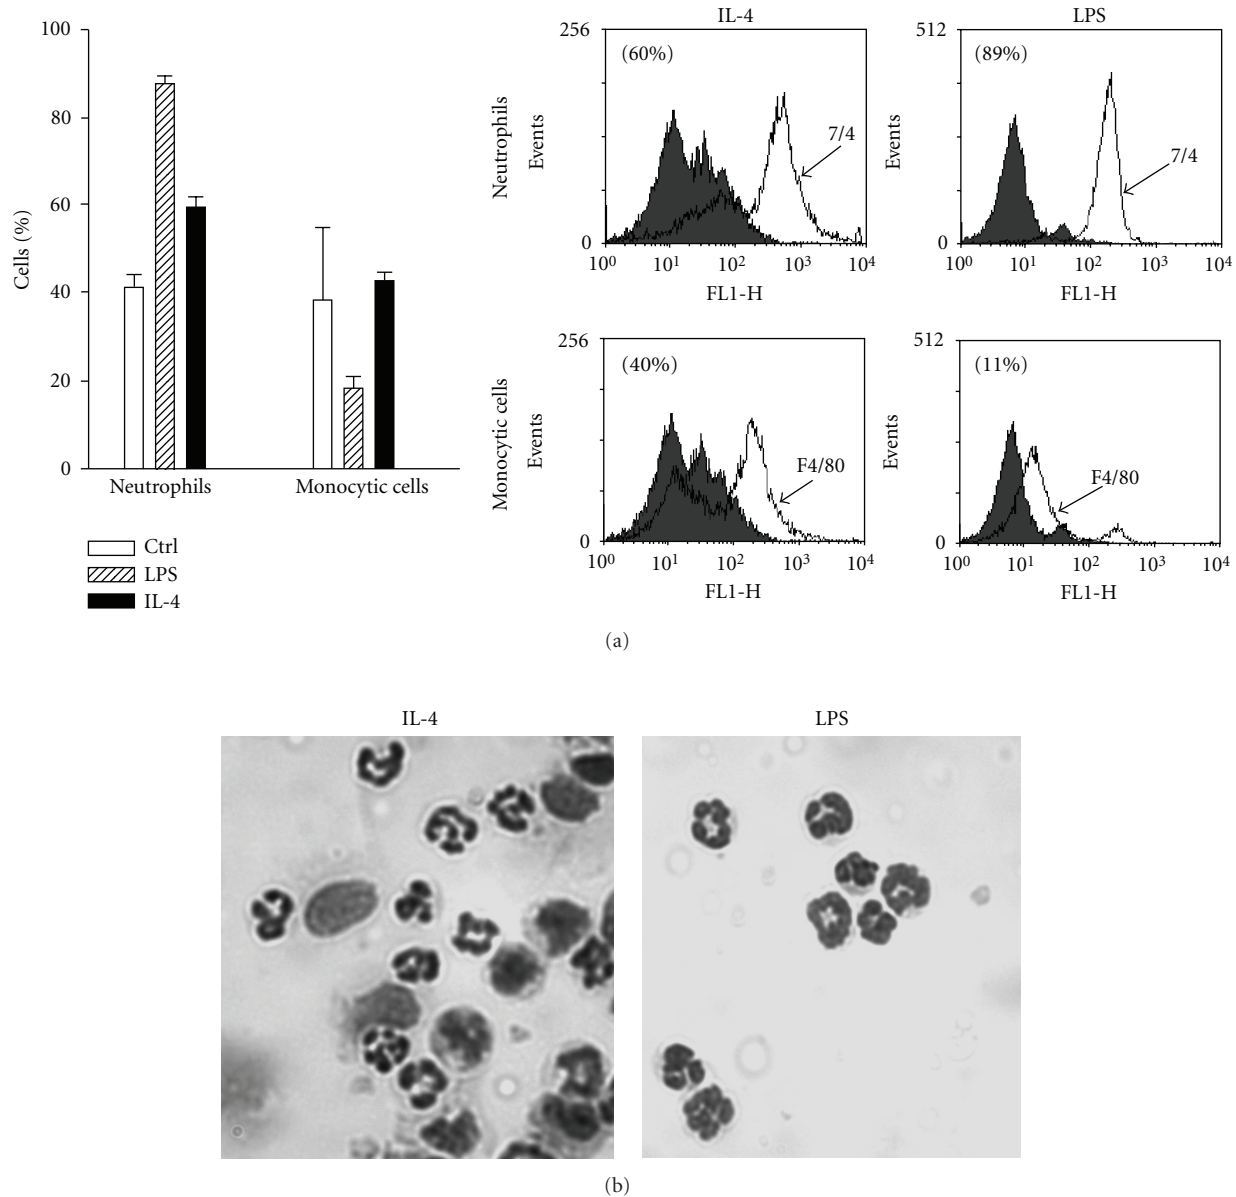 100
80
60
40
20
0
Cells (%)
Neutrophils
Monocytic cells
Ctrl
LPS
IL-4
IL-4
256
(60%)
Neutrophils
Events
7/4
0
10⁰ 10¹ 10² 10³ 10⁴
FL1-H
LPS
512
(89%)
Events
7/4
0
10⁰ 10¹ 10² 10³ 10⁴
FL1-H
256
(40%)
Monocytic cells
Events
F4/80
0
10⁰ 10¹ 10² 10³ 10⁴
FL1-H
512
(11%)
Events
F4/80
0
10⁰ 10¹ 10² 10³ 10⁴
FL1-H
(a)
IL-4
LPS
(b)